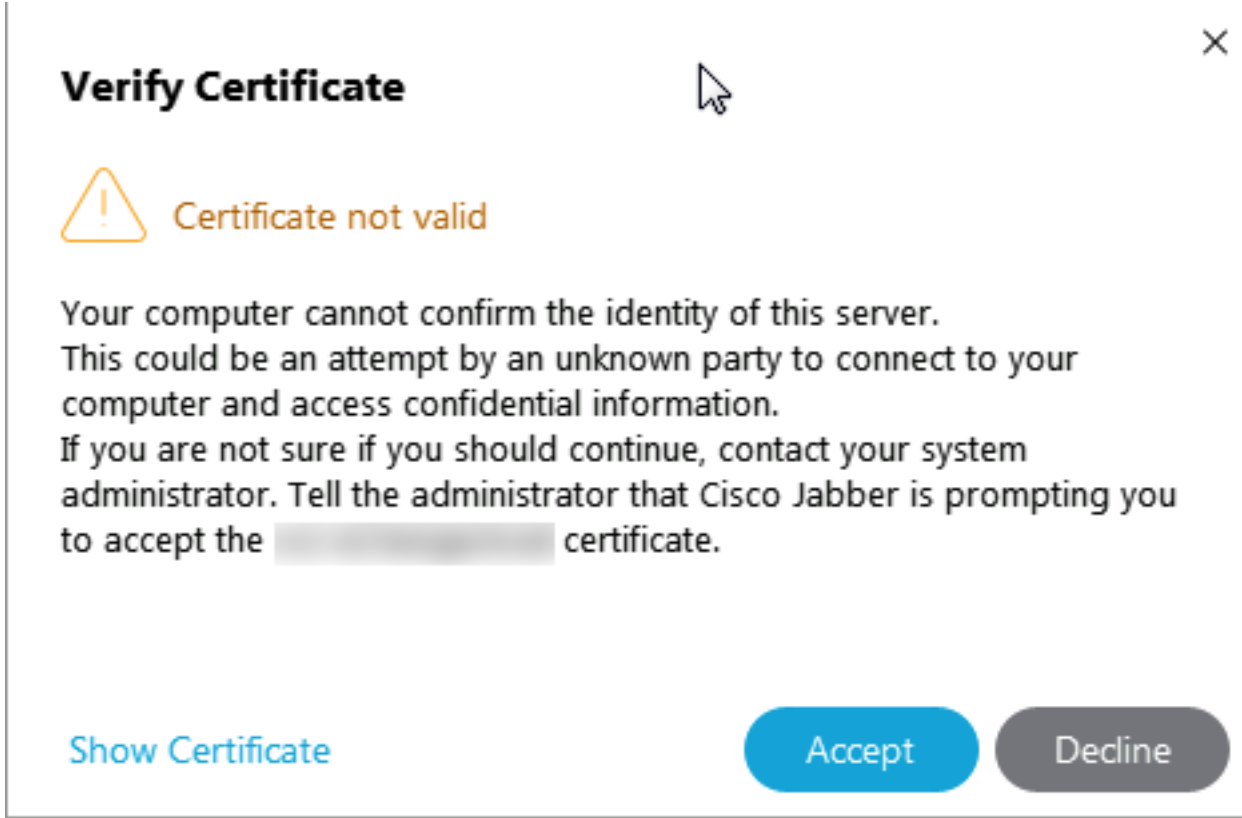 Verify Certificate
Certificate not valid
Your computer cannot confirm the identity of this server.
This could be an attempt by an unknown party to connect to your
computer and access confidential information.
If you are not sure if you should continue, contact your system
administrator. Tell the administrator that Cisco Jabber is prompting you
to accept the certificate.
Show Certificate
Accept
Decline